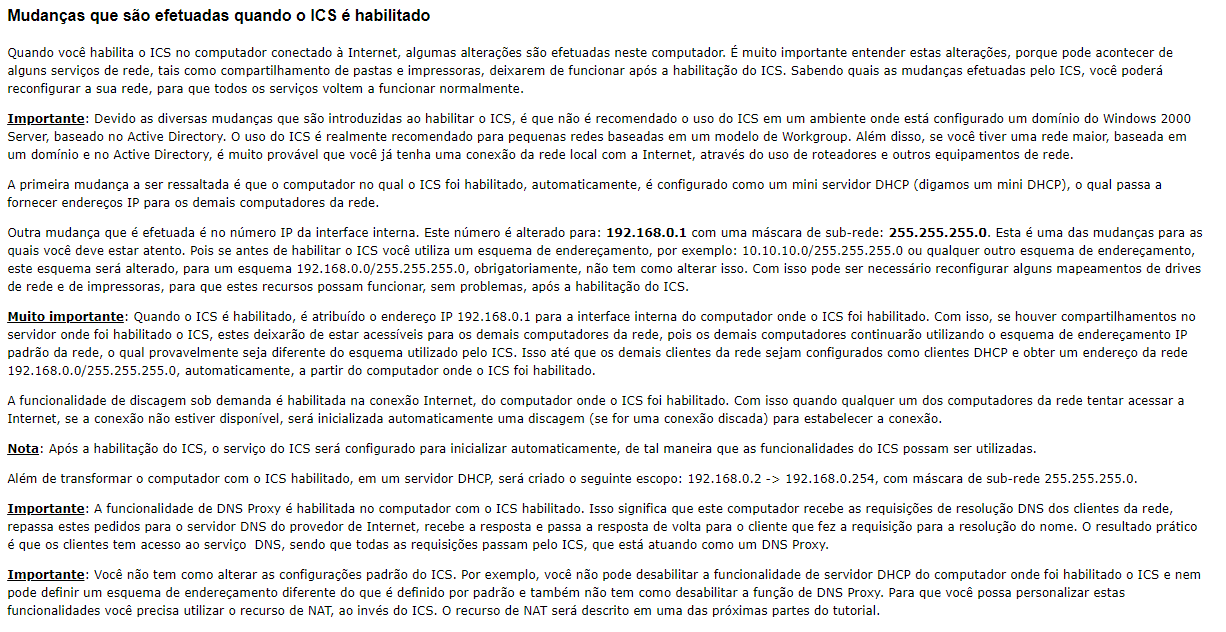 Mudanças que são efetuadas quando o ICS é habilitado
Quando você habilita o ICS no computador conectado à Internet, algumas alterações são efetuadas neste computador. É muito importante entender estas alterações, porque pode acontecer de
alguns serviços de rede, tais como compartilhamento de pastas e impressoras, deixarem de funcionar após a habilitação do ICS. Sabendo quais as mudanças efetuadas pelo ICS, você poderá
reconfigurar a sua rede, para que todos os serviços voltem a funcionar normalmente.
Importante: Devido as diversas mudanças que são introduzidas ao habilitar o ICS, é que não é recomendado o uso do ICS em um ambiente onde está configurado um domínio do Windows 2000
Server, baseado no Active Directory. O uso do ICS é realmente recomendado para pequenas redes baseadas em um modelo de Workgroup. Além disso, se você tiver uma rede maior, baseada em
um domínio e no Active Directory, é muito provável que você já tenha uma conexão da rede local com a Internet, através do uso de roteadores e outros equipamentos de rede.
A primeira mudança a ser ressaltada é que o computador no qual o ICS foi habilitado, automaticamente, é configurado como um mini servidor DHCP (digamos um mini DHCP), o qual passa a
fornecer endereços IP para os demais computadores da rede.
Outra mudança que é efetuada é no número IP da interface interna. Este número é alterado para: 192.168.0.1 com uma máscara de sub-rede: 255.255.255.0. Esta é uma das mudanças para as
quais você deve estar atento. Pois se antes de habilitar o ICS você utiliza um esquema de endereçamento, por exemplo: 10.10.10.0/255.255.255.0 ou qualquer outro esquema de endereçamento,
este esquema será alterado, para um esquema 192.168.0.0/255.255.255.0, obrigatoriamente, não tem como alterar isso. Com isso pode ser necessário reconfigurar alguns mapeamentos de drives
de rede e de impressoras, para que estes recursos possam funcionar, sem problemas, após a habilitação do ICS.
Muito importante: Quando o ICS é habilitado, é atribuído o endereço IP 192.168.0.1 para a interface interna do computador onde o ICS foi habilitado. Com isso, se houver compartilhamentos no
servidor onde foi habilitado o ICS, estes deixarão de estar acessíveis para os demais computadores da rede, pois os demais computadores continuarão utilizando o esquema de endereçamento IP
padrão da rede, o qual provavelmente seja diferente do esquema utilizado pelo ICS. Isso até que os demais clientes da rede sejam configurados como clientes DHCP e obter um endereço da rede
192.168.0.0/255.255.255.0, automaticamente, a partir do computador onde o ICS foi habilitado.
A funcionalidade de discagem sob demanda é habilitada na conexão Internet, do computador onde o ICS foi habilitado. Com isso quando qualquer um dos computadores da rede tentar acessar a
Internet, se a conexão não estiver disponível, será inicializada automaticamente uma discagem (se for uma conexão discada) para estabelecer a conexão.
Nota: Após a habilitação do ICS, o serviço do ICS será configurado para inicializar automaticamente, de tal maneira que as funcionalidades do ICS possam ser utilizadas.
Além de transformar o computador com o ICS habilitado, em um servidor DHCP, será criado o seguinte escopo: 192.168.0.2 -> 192.168.0.254, com máscara de sub-rede 255.255.255.0.
Importante: A funcionalidade de DNS Proxy é habilitada no computador com o ICS habilitado. Isso significa que este computador recebe as requisições de resolução DNS dos clientes da rede,
repassa estes pedidos para o servidor DNS do provedor de Internet, recebe a resposta e passa a resposta de volta para o cliente que fez a requisição para a resolução do nome. O resultado prático
é que os clientes tem acesso ao serviço  DNS, sendo que todas as requisições passam pelo ICS, que está atuando como um DNS Proxy.
Importante: Você não tem como alterar as configurações padrão do ICS. Por exemplo, você não pode desabilitar a funcionalidade de servidor DHCP do computador onde foi habilitado o ICS e nem
pode definir um esquema de endereçamento diferente do que é definido por padrão e também não tem como desabilitar a função de DNS Proxy. Para que você possa personalizar estas
funcionalidades você precisa utilizar o recurso de NAT, ao invés do ICS. O recurso de NAT será descrito em uma das próximas partes do tutorial.